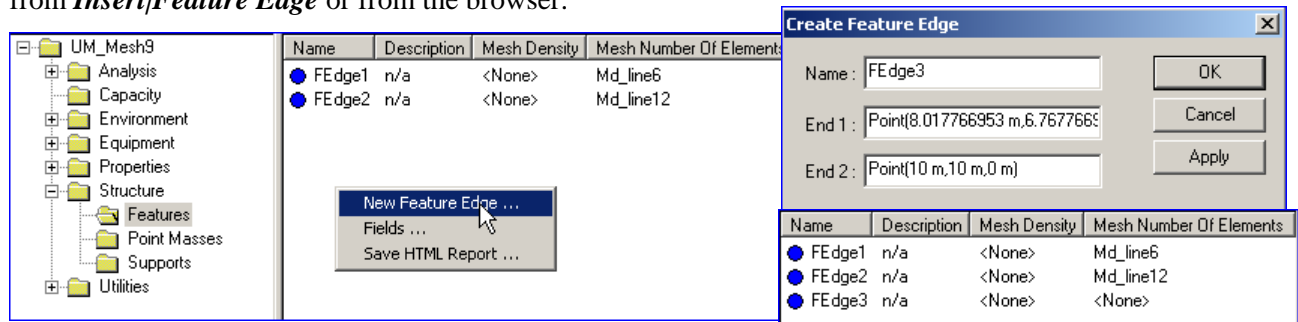 from Insert/Feature Edge or from the browser.
UM_Mesh9
Analysis
Capacity
Environment
Equipment
Properties
Structure
Features
Point Masses
Supports
Utilities
Name Description Mesh Density Mesh Number Of Elements
FEdge1 n/a <None> Md_line6
FEdge2 n/a <None> Md_line12
New Feature Edge ...
Fields ...
Save HTML Report ...
Create Feature Edge
Name : FEdge3 OK
End 1 : Point(8.017766953 m,6.7677669 Cancel
End 2 : Point(10 m,10 m,0 m) Apply
Name Description Mesh Density Mesh Number Of Elements
FEdge1 n/a <None> Md_line6
FEdge2 n/a <None> Md_line12
FEdge3 n/a <None> <None>